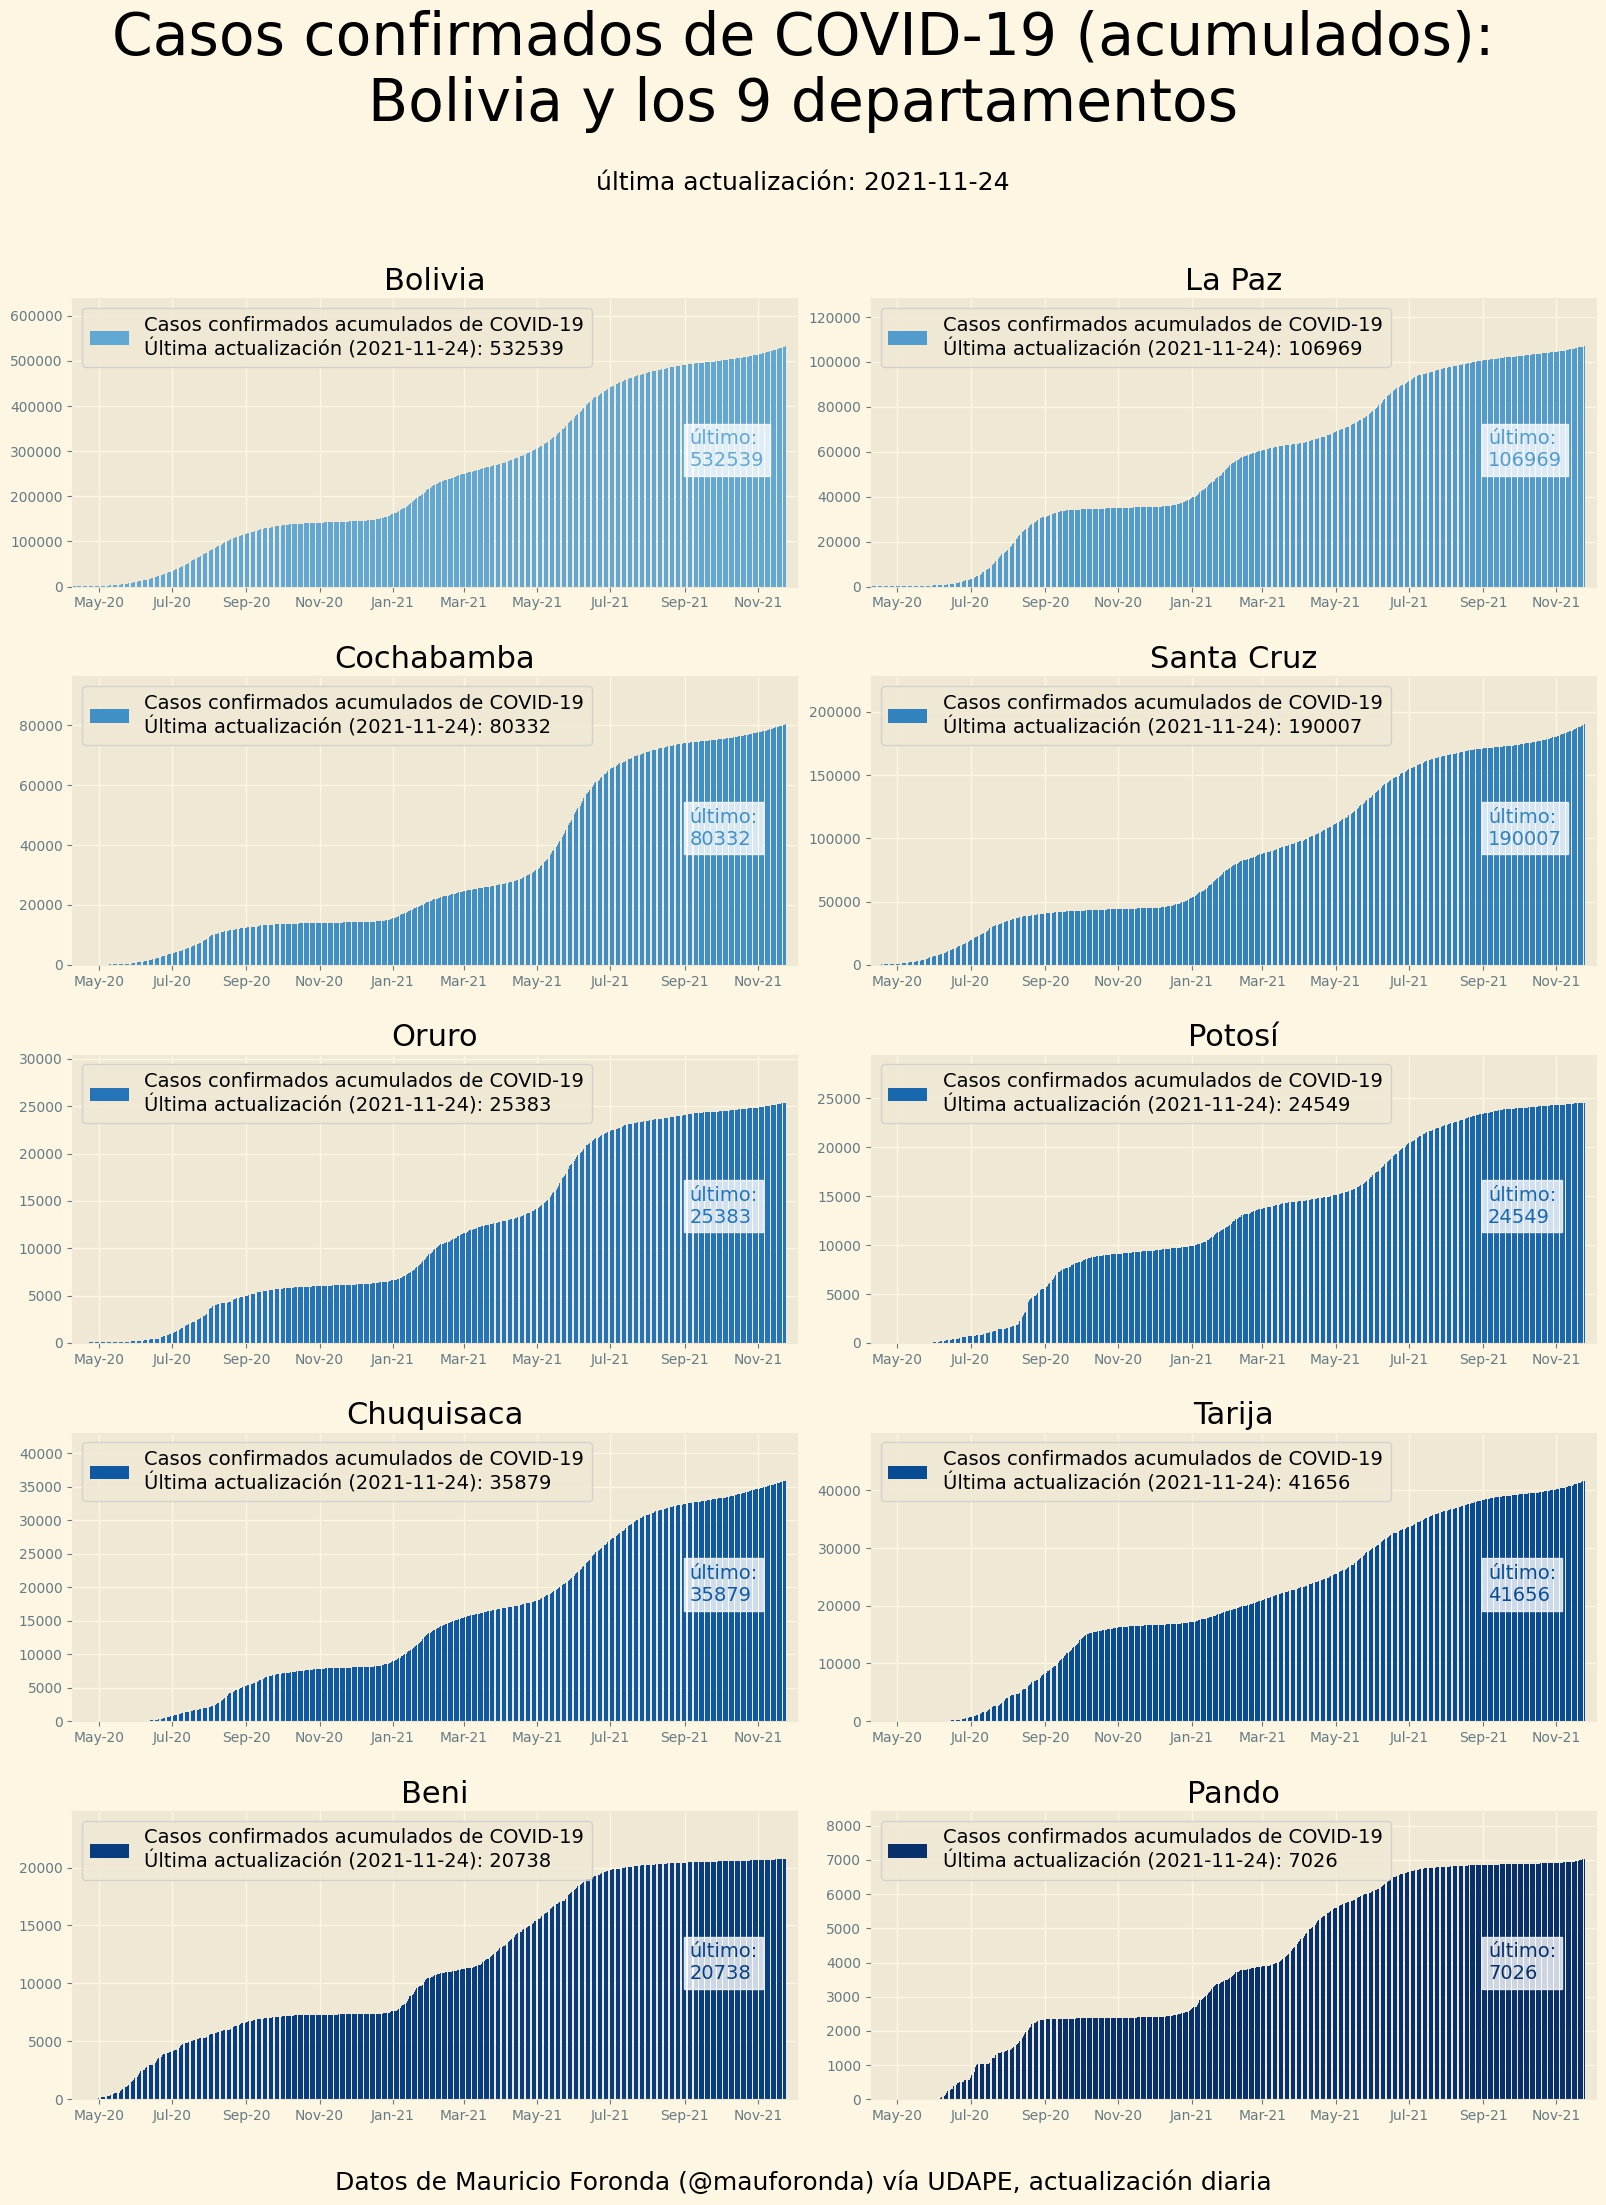 Casos confirmados de COVID-19 (acumulados):
Bolivia y los 9 departamentos
última actualización: 2021-11-24
Bolivia
Casos confirmados acumulados de COVID-19
Última actualización (2021-11-24): 532539
600000
500000
400000
300000
200000
100000
0
último:
532539
May-20 Jul-20 Sep-20 Nov-20 Jan-21 Mar-21 May-21 Jul-21 Sep-21 Nov-21
La Paz
Casos confirmados acumulados de COVID-19
Última actualización (2021-11-24): 106969
120000
100000
80000
60000
40000
20000
0
último:
106969
May-20 Jul-20 Sep-20 Nov-20 Jan-21 Mar-21 May-21 Jul-21 Sep-21 Nov-21
Cochabamba
Casos confirmados acumulados de COVID-19
Última actualización (2021-11-24): 80332
80000
60000
40000
20000
0
último:
80332
May-20 Jul-20 Sep-20 Nov-20 Jan-21 Mar-21 May-21 Jul-21 Sep-21 Nov-21
Santa Cruz
Casos confirmados acumulados de COVID-19
Última actualización (2021-11-24): 190007
200000
150000
100000
50000
0
último:
190007
May-20 Jul-20 Sep-20 Nov-20 Jan-21 Mar-21 May-21 Jul-21 Sep-21 Nov-21
Oruro
Casos confirmados acumulados de COVID-19
Última actualización (2021-11-24): 25383
30000
25000
20000
15000
10000
5000
0
último:
25383
May-20 Jul-20 Sep-20 Nov-20 Jan-21 Mar-21 May-21 Jul-21 Sep-21 Nov-21
Potosí
Casos confirmados acumulados de COVID-19
Última actualización (2021-11-24): 24549
25000
20000
15000
10000
5000
0
último:
24549
May-20 Jul-20 Sep-20 Nov-20 Jan-21 Mar-21 May-21 Jul-21 Sep-21 Nov-21
Chuquisaca
Casos confirmados acumulados de COVID-19
Última actualización (2021-11-24): 35879
40000
35000
30000
25000
20000
15000
10000
5000
0
último:
35879
May-20 Jul-20 Sep-20 Nov-20 Jan-21 Mar-21 May-21 Jul-21 Sep-21 Nov-21
Tarija
Casos confirmados acumulados de COVID-19
Última actualización (2021-11-24): 41656
40000
30000
20000
10000
0
último:
41656
May-20 Jul-20 Sep-20 Nov-20 Jan-21 Mar-21 May-21 Jul-21 Sep-21 Nov-21
Beni
Casos confirmados acumulados de COVID-19
Última actualización (2021-11-24): 20738
20000
15000
10000
5000
0
último:
20738
May-20 Jul-20 Sep-20 Nov-20 Jan-21 Mar-21 May-21 Jul-21 Sep-21 Nov-21
Pando
Casos confirmados acumulados de COVID-19
Última actualización (2021-11-24): 7026
8000
7000
6000
5000
4000
3000
2000
1000
0
último:
7026
May-20 Jul-20 Sep-20 Nov-20 Jan-21 Mar-21 May-21 Jul-21 Sep-21 Nov-21
Datos de Mauricio Foronda (@mauforonda) vía UDAPE, actualización diaria